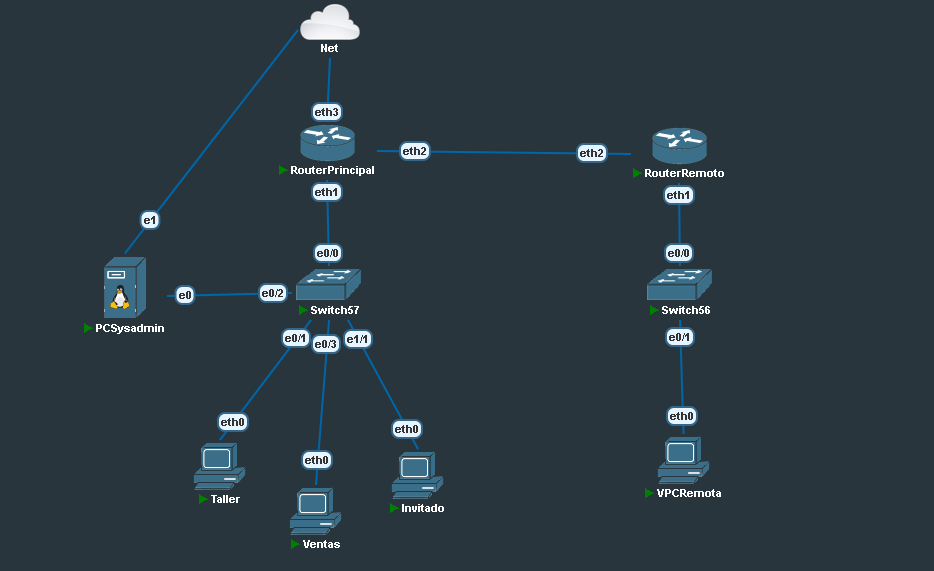 Net
eth3
RouterPrincipal
eth2
eth2
RouterRemoto
eth1
eth1
e1
e0/0
e0/0
e0
e0/2
Switch57
Switch56
PCSysadmin
e0/1
e0/3
e1/1
e0/1
eth0
eth0
eth0
eth0
Taller
Invitado
VPCRemota
Ventas